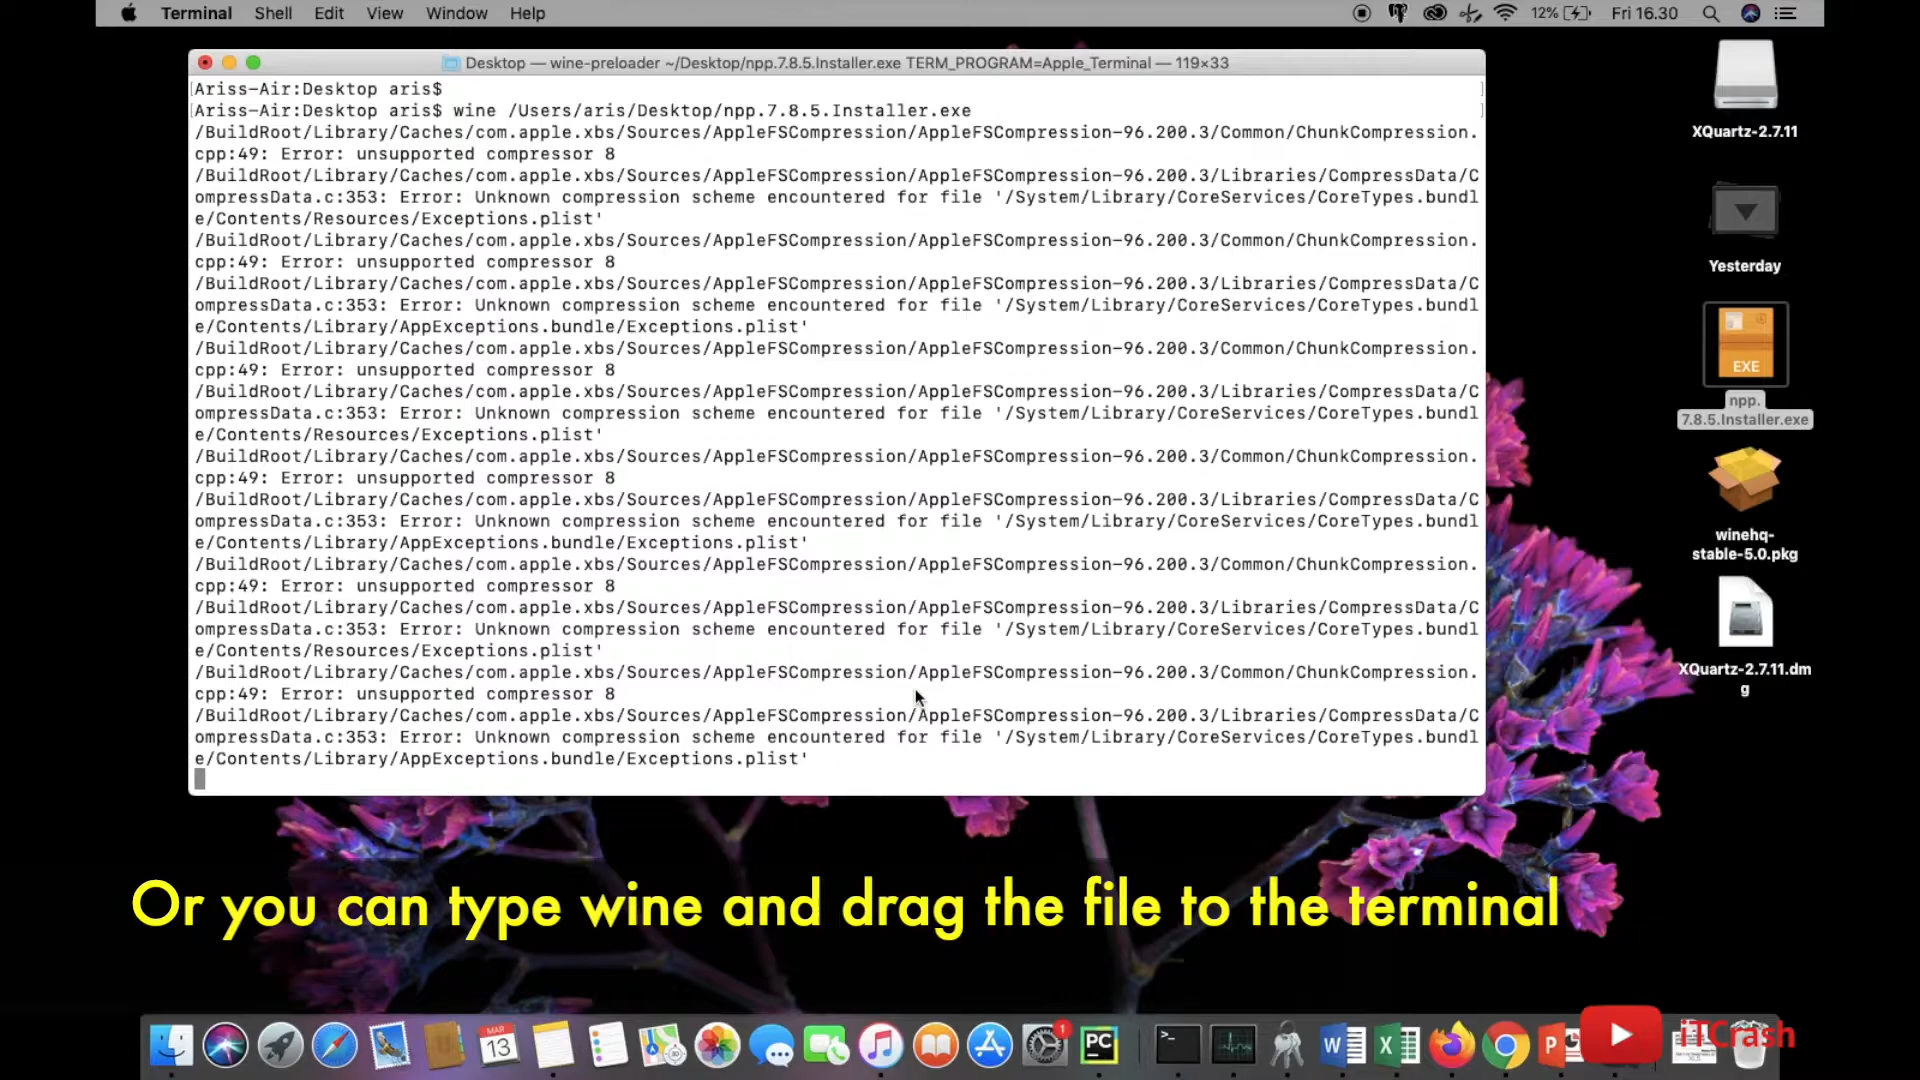 Terminal Shell Edit View Window Help 12% Fri 16.30
Desktop — wine-preloader ~/Desktop/npp.7.8.5.Installer.exe TERM_PROGRAM=Apple_Terminal — 119×33
[Ariss-Air:Desktop aris$ ]
[Ariss-Air:Desktop aris$ wine /Users/aris/Desktop/npp.7.8.5.Installer.exe ]
/BuildRoot/Library/Caches/com.apple.xbs/Sources/AppleFSCompression/AppleFSCompression-96.200.3/Common/ChunkCompression.
cpp:49: Error: unsupported compressor 8
/BuildRoot/Library/Caches/com.apple.xbs/Sources/AppleFSCompression/AppleFSCompression-96.200.3/Libraries/CompressData/C
ompressData.c:353: Error: Unknown compression scheme encountered for file '/System/Library/CoreServices/CoreTypes.bundl
e/Contents/Resources/Exceptions.plist'
/BuildRoot/Library/Caches/com.apple.xbs/Sources/AppleFSCompression/AppleFSCompression-96.200.3/Common/ChunkCompression.
cpp:49: Error: unsupported compressor 8
/BuildRoot/Library/Caches/com.apple.xbs/Sources/AppleFSCompression/AppleFSCompression-96.200.3/Libraries/CompressData/C
ompressData.c:353: Error: Unknown compression scheme encountered for file '/System/Library/CoreServices/CoreTypes.bundl
e/Contents/Library/AppExceptions.bundle/Exceptions.plist'
/BuildRoot/Library/Caches/com.apple.xbs/Sources/AppleFSCompression/AppleFSCompression-96.200.3/Common/ChunkCompression.
cpp:49: Error: unsupported compressor 8
/BuildRoot/Library/Caches/com.apple.xbs/Sources/AppleFSCompression/AppleFSCompression-96.200.3/Libraries/CompressData/C
ompressData.c:353: Error: Unknown compression scheme encountered for file '/System/Library/CoreServices/CoreTypes.bundl
e/Contents/Resources/Exceptions.plist'
/BuildRoot/Library/Caches/com.apple.xbs/Sources/AppleFSCompression/AppleFSCompression-96.200.3/Common/ChunkCompression.
cpp:49: Error: unsupported compressor 8
/BuildRoot/Library/Caches/com.apple.xbs/Sources/AppleFSCompression/AppleFSCompression-96.200.3/Libraries/CompressData/C
ompressData.c:353: Error: Unknown compression scheme encountered for file '/System/Library/CoreServices/CoreTypes.bundl
e/Contents/Library/AppExceptions.bundle/Exceptions.plist'
/BuildRoot/Library/Caches/com.apple.xbs/Sources/AppleFSCompression/AppleFSCompression-96.200.3/Common/ChunkCompression.
cpp:49: Error: unsupported compressor 8
/BuildRoot/Library/Caches/com.apple.xbs/Sources/AppleFSCompression/AppleFSCompression-96.200.3/Libraries/CompressData/C
ompressData.c:353: Error: Unknown compression scheme encountered for file '/System/Library/CoreServices/CoreTypes.bundl
e/Contents/Resources/Exceptions.plist'
/BuildRoot/Library/Caches/com.apple.xbs/Sources/AppleFSCompression/AppleFSCompression-96.200.3/Common/ChunkCompression.
cpp:49: Error: unsupported compressor 8
/BuildRoot/Library/Caches/com.apple.xbs/Sources/AppleFSCompression/AppleFSCompression-96.200.3/Libraries/CompressData/C
ompressData.c:353: Error: Unknown compression scheme encountered for file '/System/Library/CoreServices/CoreTypes.bundl
e/Contents/Library/AppExceptions.bundle/Exceptions.plist'
XQuartz-2.7.11
Yesterday
EXE
npp.
7.8.5.Installer.exe
winehq-
stable-5.0.pkg
XQuartz-2.7.11.dm
g
Or you can type wine and drag the file to the terminal
MAR
13
1
PC
>_
W
X
P
iTCrash